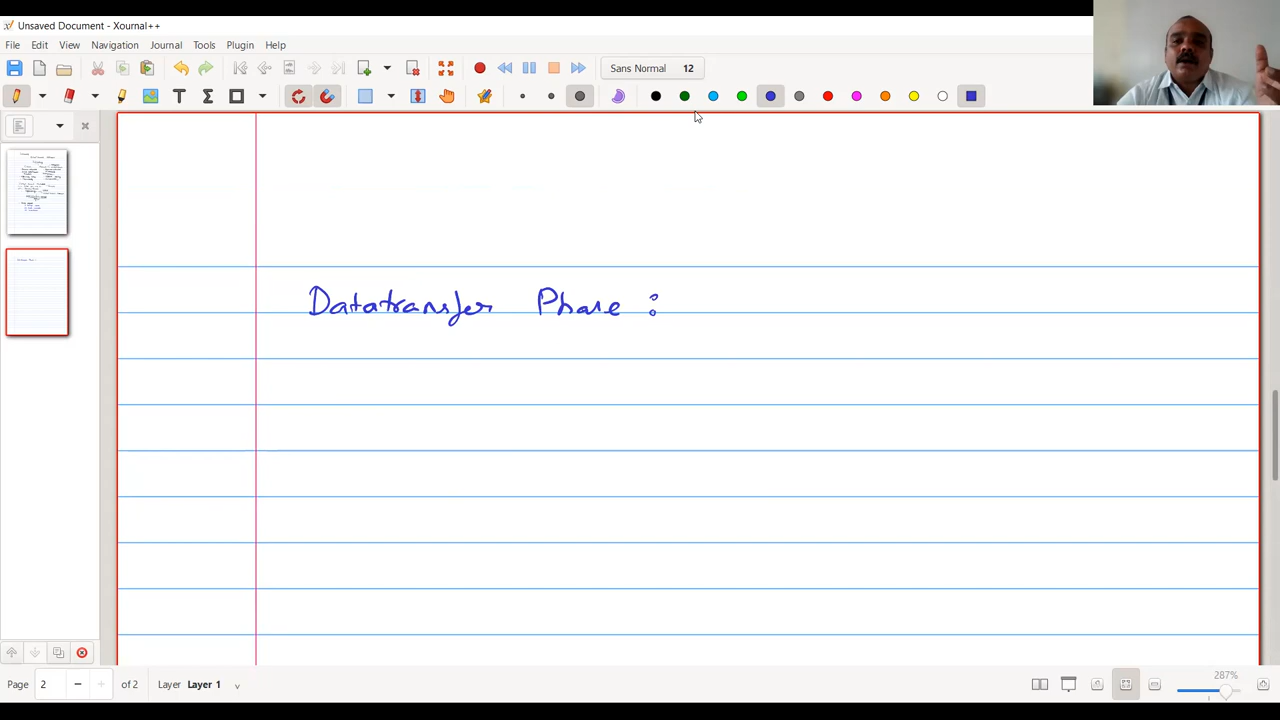 Unsaved Document - Xournal++
File Edit View Navigation Journal Tools Plugin Help
Sans Normal 12
Datatransfer Phase :
Page 2 of 2 Layer Layer 1 287%